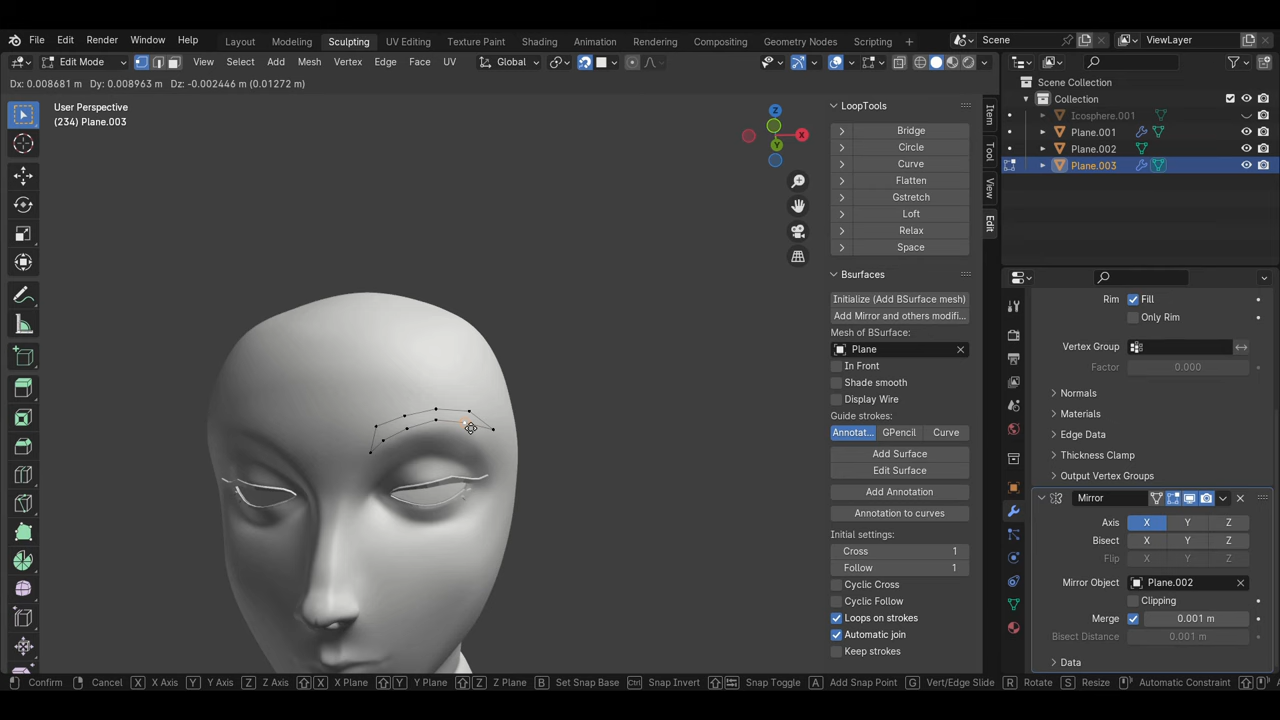 File Edit Render Window Help Layout Modeling Sculpting UV Editing Texture Paint Shading Animation Rendering Compositing Geometry Nodes Scripting + Scene ViewLayer
Edit Mode View Select Add Mesh Vertex Edge Face UV Global
Dx: 0.008681 m Dy: 0.008963 m Dz: -0.002446 m (0.01272 m)
User Perspective
(234) Plane.003
Z
X
Y
LoopTools
Bridge
Circle
Curve
Flatten
Gstretch
Loft
Relax
Space
Bsurfaces
Initialize (Add BSurface mesh)
Add Mirror and others modifi...
Mesh of BSurface:
Plane
In Front
Shade smooth
Display Wire
Guide strokes:
Annotat... GPencil Curve
Add Surface
Edit Surface
Add Annotation
Annotation to curves
Initial settings:
Cross 1
Follow 1
Cyclic Cross
Cyclic Follow
Loops on strokes
Automatic join
Keep strokes
Item
Tool
View
Edit
Scene Collection
Collection
Icosphere.001
Plane.001
Plane.002
Plane.003
Rim Fill
Only Rim
Vertex Group
Factor 0.000
Normals
Materials
Edge Data
Thickness Clamp
Output Vertex Groups
Mirror
Axis X Y Z
Bisect X Y Z
Flip X Y Z
Mirror Object Plane.002
Clipping
Merge 0.001 m
Bisect Distance 0.001 m
Data
Confirm Cancel X X Axis Y Y Axis Z Z Axis X X Plane Y Y Plane Z Z Plane B Set Snap Base Ctrl Snap Invert Snap Toggle A Add Snap Point G Vert/Edge Slide R Rotate S Resize Automatic Constraint